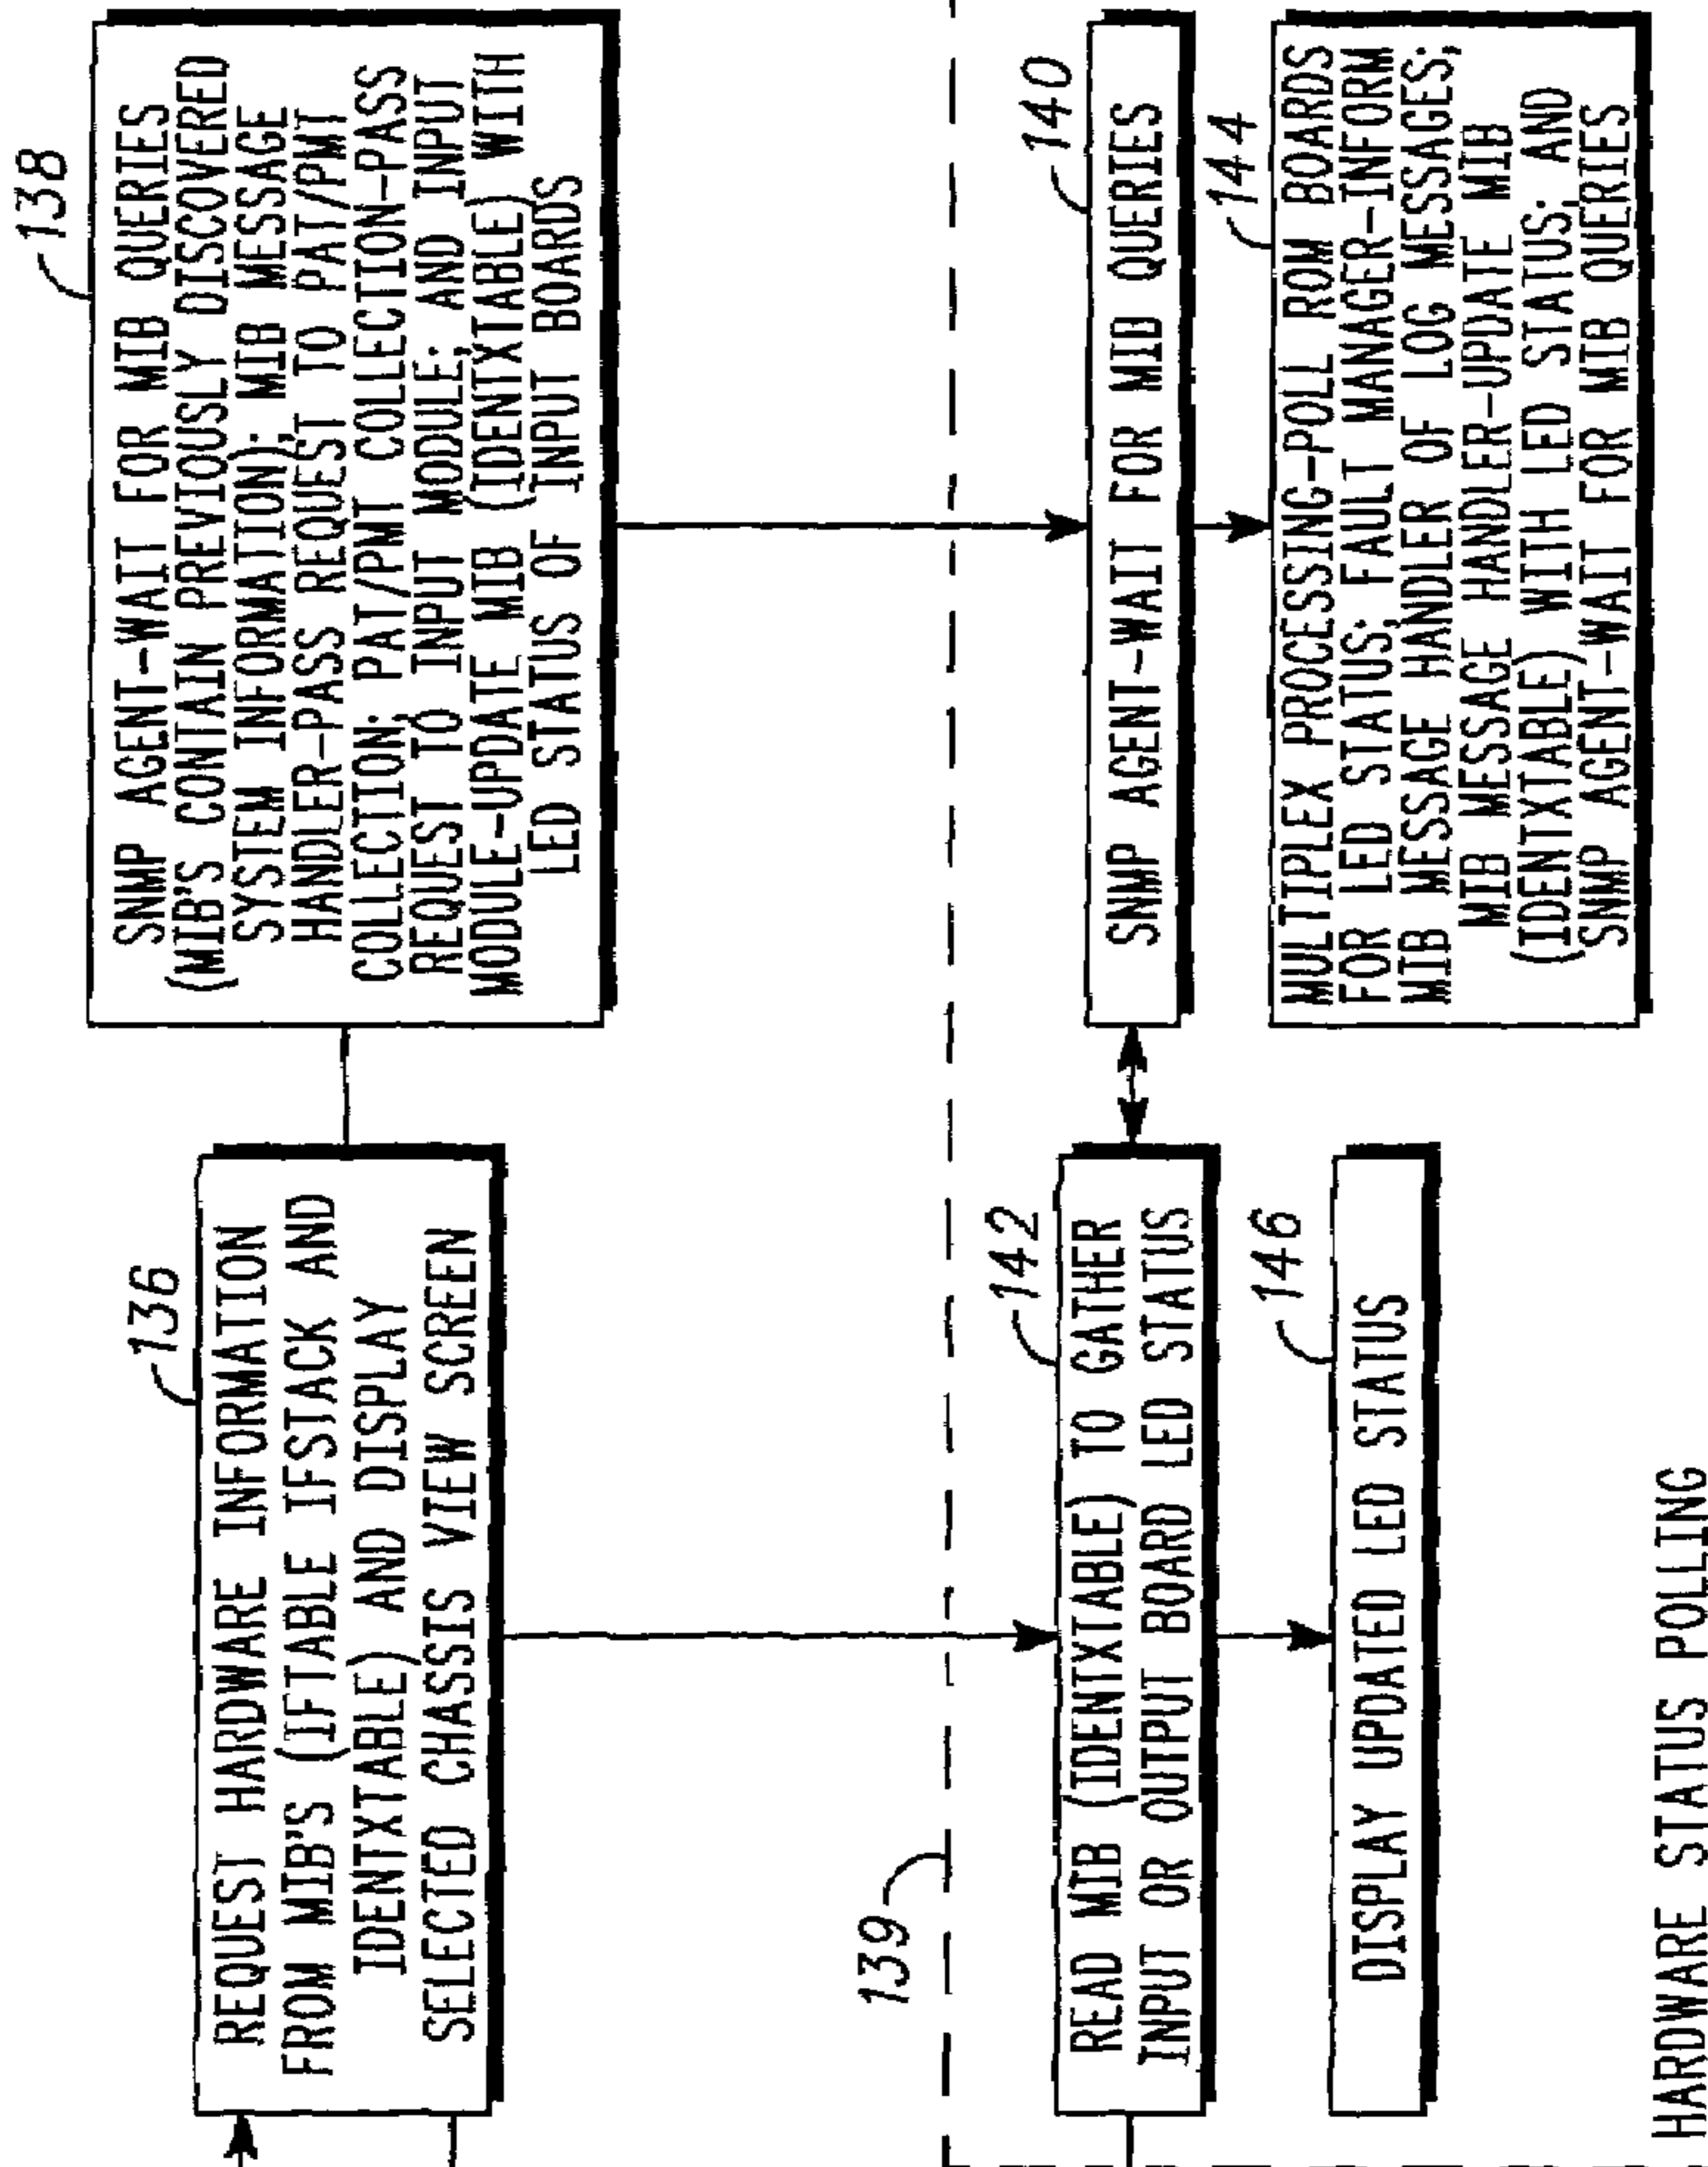 138
SNMP AGENT-WAIT FOR MIB QUERIES
(MIB'S CONTAIN PREVIOUSLY DISCOVERED
SYSTEM INFORMATION); MIB MESSAGE
HANDLER-PASS REQUEST TO PAT/PMT
COLLECTION; PAT/PMT COLLECTION-PASS
REQUEST TO INPUT MODULE; AND INPUT
MODULE-UPDATE MIB (IDENTXTABLE) WITH
LED STATUS OF INPUT BOARDS
136
REQUEST HARDWARE INFORMATION
FROM MIB'S (IFTABLE IFSTACK AND
IDENTXTABLE) AND DISPLAY
SELECTED CHASSIS VIEW SCREEN
139
140
SNMP AGENT-WAIT FOR MID QUERIES
142
READ MIB (IDENTXTABLE) TO GATHER
INPUT OR OUTPUT BOARD LED STATUS
144
MULTIPLEX PROCESSING-POLL ROM BOARDS
FOR LED STATUS; FAULT MANAGER-INFORM
MIB MESSAGE HANDLER OF LOG MESSAGES;
MIB MESSAGE HANDLER-UPDATE MIB
(IDENTXTABLE) WITH LED STATUS; AND
SNMP AGENT-WAIT FOR MIB QUERIES
146
DISPLAY UPDATED LED STATUS
HARDWARE STATUS POLLING